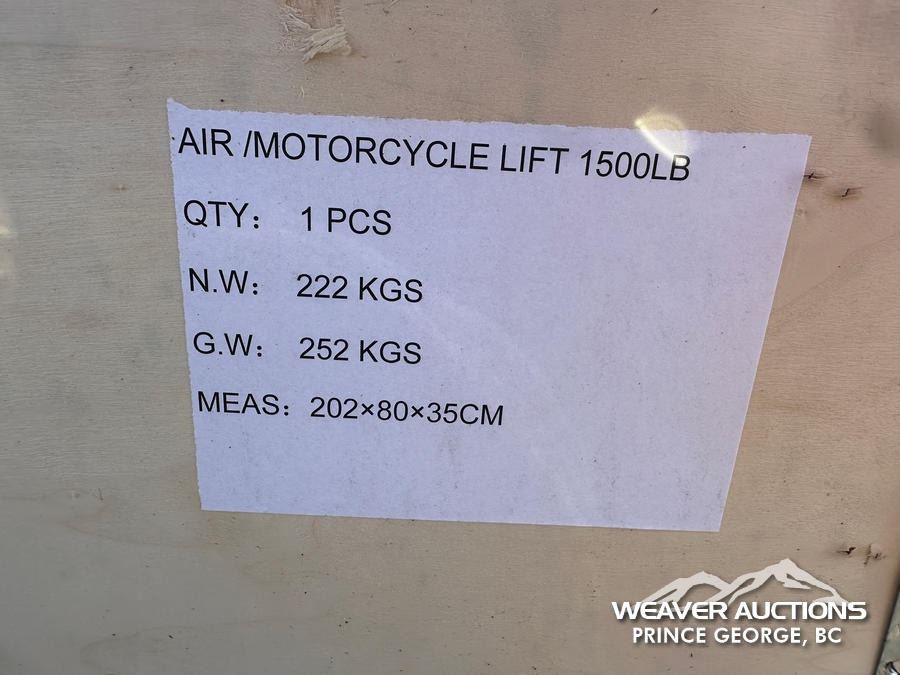 AIR /MOTORCYCLE LIFT 1500LB
QTY： 1 PCS
N.W： 222 KGS
G.W： 252 KGS
MEAS：202×80×35CM
WEAVER AUCTIONS
PRINCE GEORGE, BC